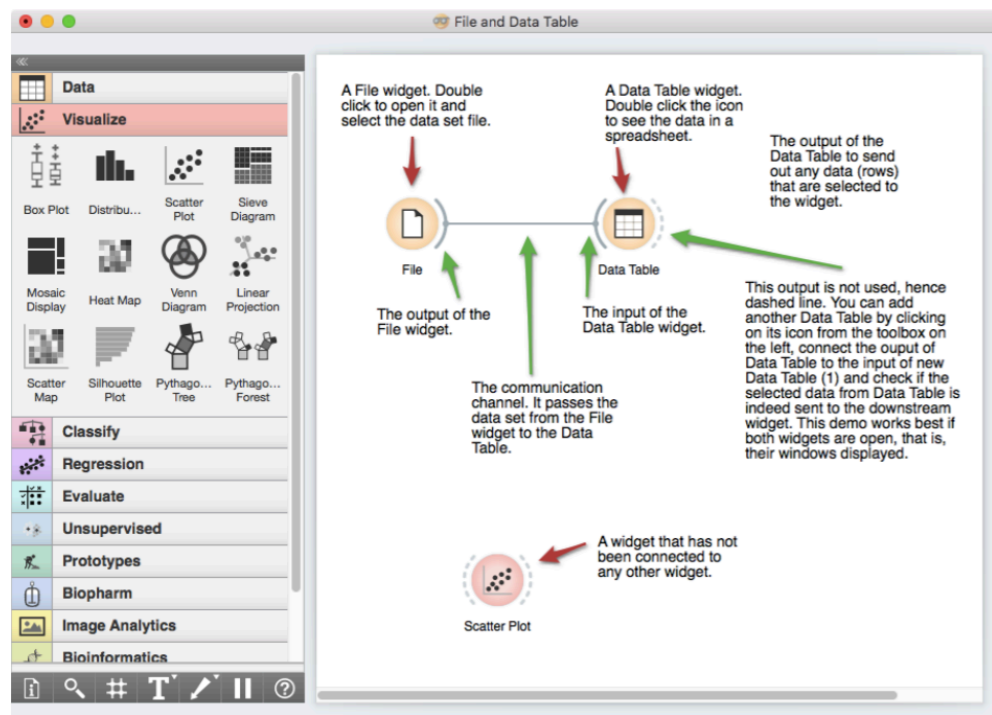 File and Data Table
Data
Visualize
Box Plot
Distribu...
Scatter
Plot
Sieve
Diagram
Mosaic
Display
Heat Map
Venn
Diagram
Linear
Projection
Scatter
Map
Silhouette
Plot
Pythago...
Tree
Pythago...
Forest
Classify
Regression
Evaluate
Unsupervised
Prototypes
Biopharm
Image Analytics
Bioinformatics
A File widget. Double
click to open it and
select the data set file.
A Data Table widget.
Double click the icon
to see the data in a
spreadsheet.
The output of the
Data Table to send
out any data (rows)
that are selected to
the widget.
File
Data Table
The output of the
File widget.
The input of the
Data Table widget.
This output is not used, hence
dashed line. You can add
another Data Table by clicking
on its icon from the toolbox on
the left, connect the ouput of
Data Table to the input of new
Data Table (1) and check if the
selected data from Data Table is
indeed sent to the downstream
widget. This demo works best if
both widgets are open, that is,
their windows displayed.
The communication
channel. It passes the
data set from the File
widget to the Data
Table.
A widget that has not
been connected to
any other widget.
Scatter Plot